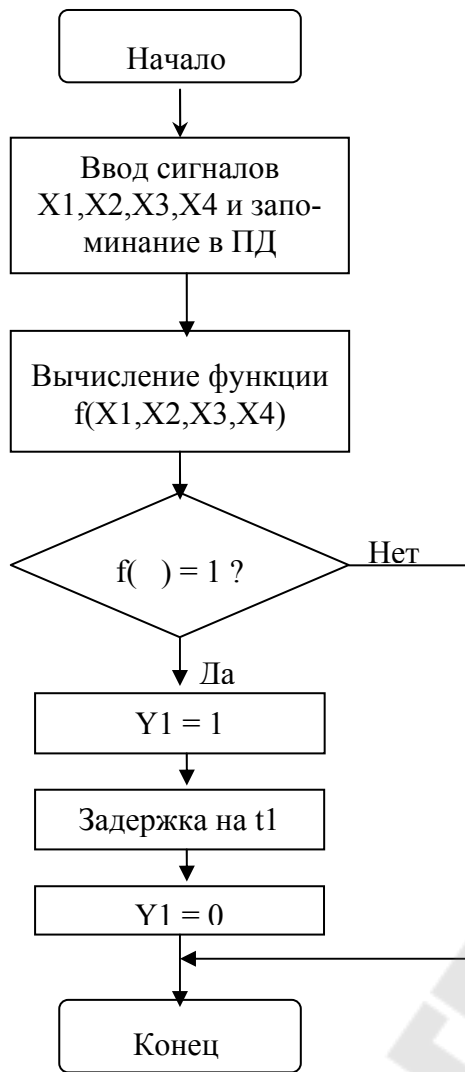 Начало
Ввод сигналов
X1,X2,X3,X4 и запо-
минание в ПД
Вычисление функции
f(X1,X2,X3,X4)
f( ) = 1 ?
Нет
Да
Y1 = 1
Задержка на t1
Y1 = 0
Конец